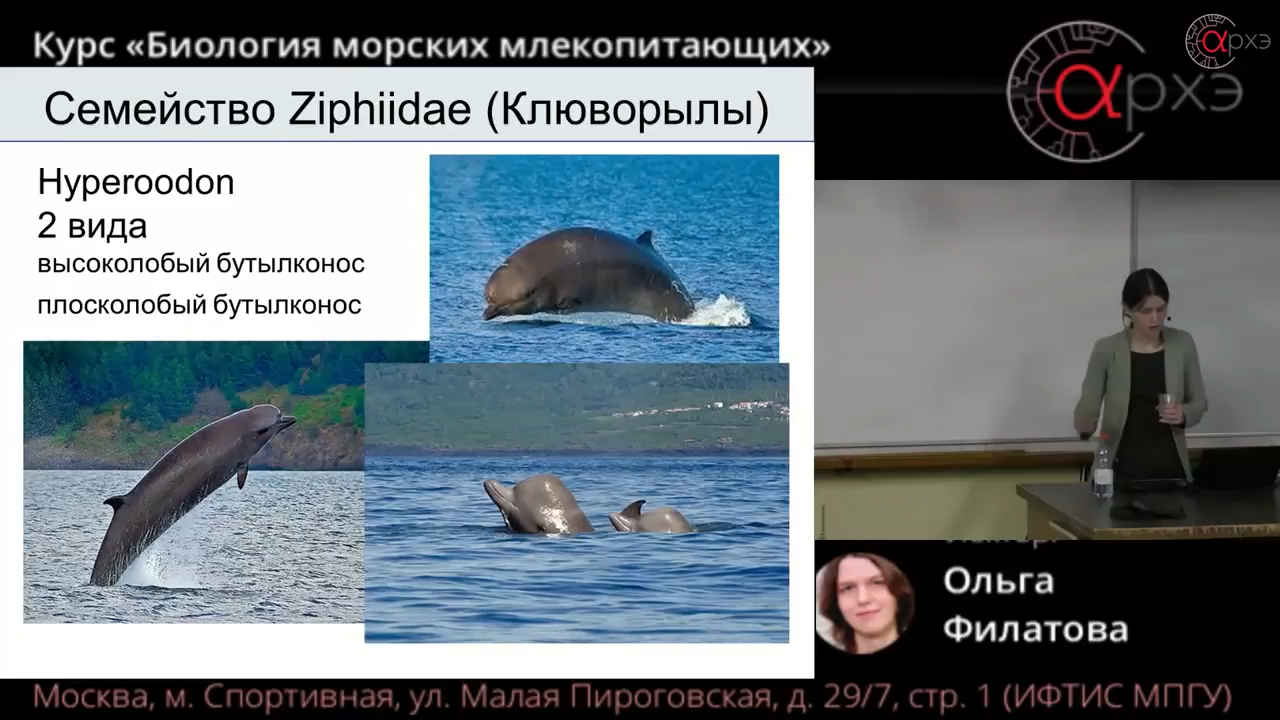 Курс «Биология морских млекопитающих»
αрхэ
αрхэ
Семейство Ziphiidae (Клюворылы)
Hyperoodon
2 вида
высоколобый бутылконос
плосколобый бутылконос
Ольга
Филатова
Москва, м. Спортивная, ул. Малая Пироговская, д. 29/7, стр. 1 (ИФТИС МПГУ)